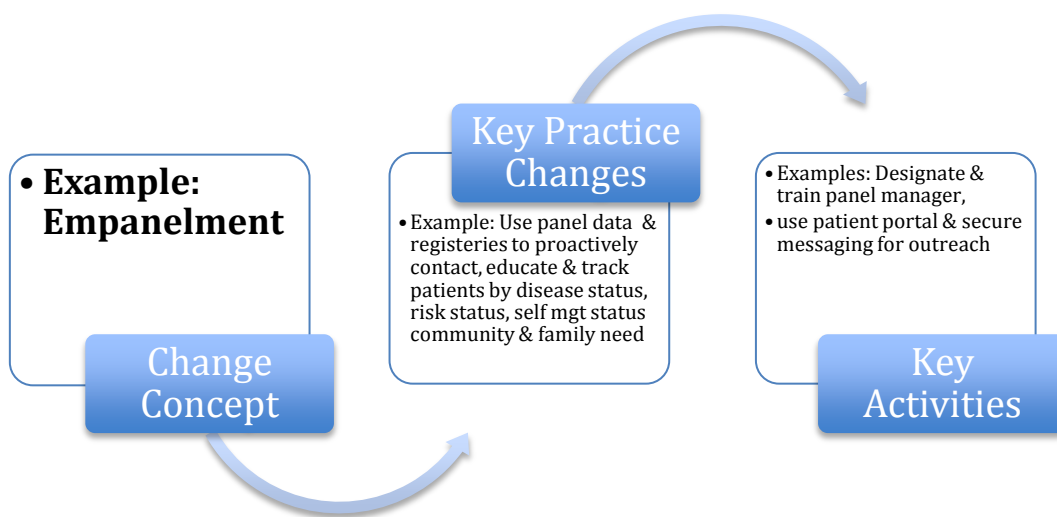 • Example:
Empanelment
Change
Concept
Key Practice
Changes
• Example: Use panel data &
registeries to proactively
contact, educate & track
patients by disease status,
risk status, self mgt status
community & family need
• Examples: Designate &
train panel manager,
• use patient portal & secure
messaging for outreach
Key
Activities